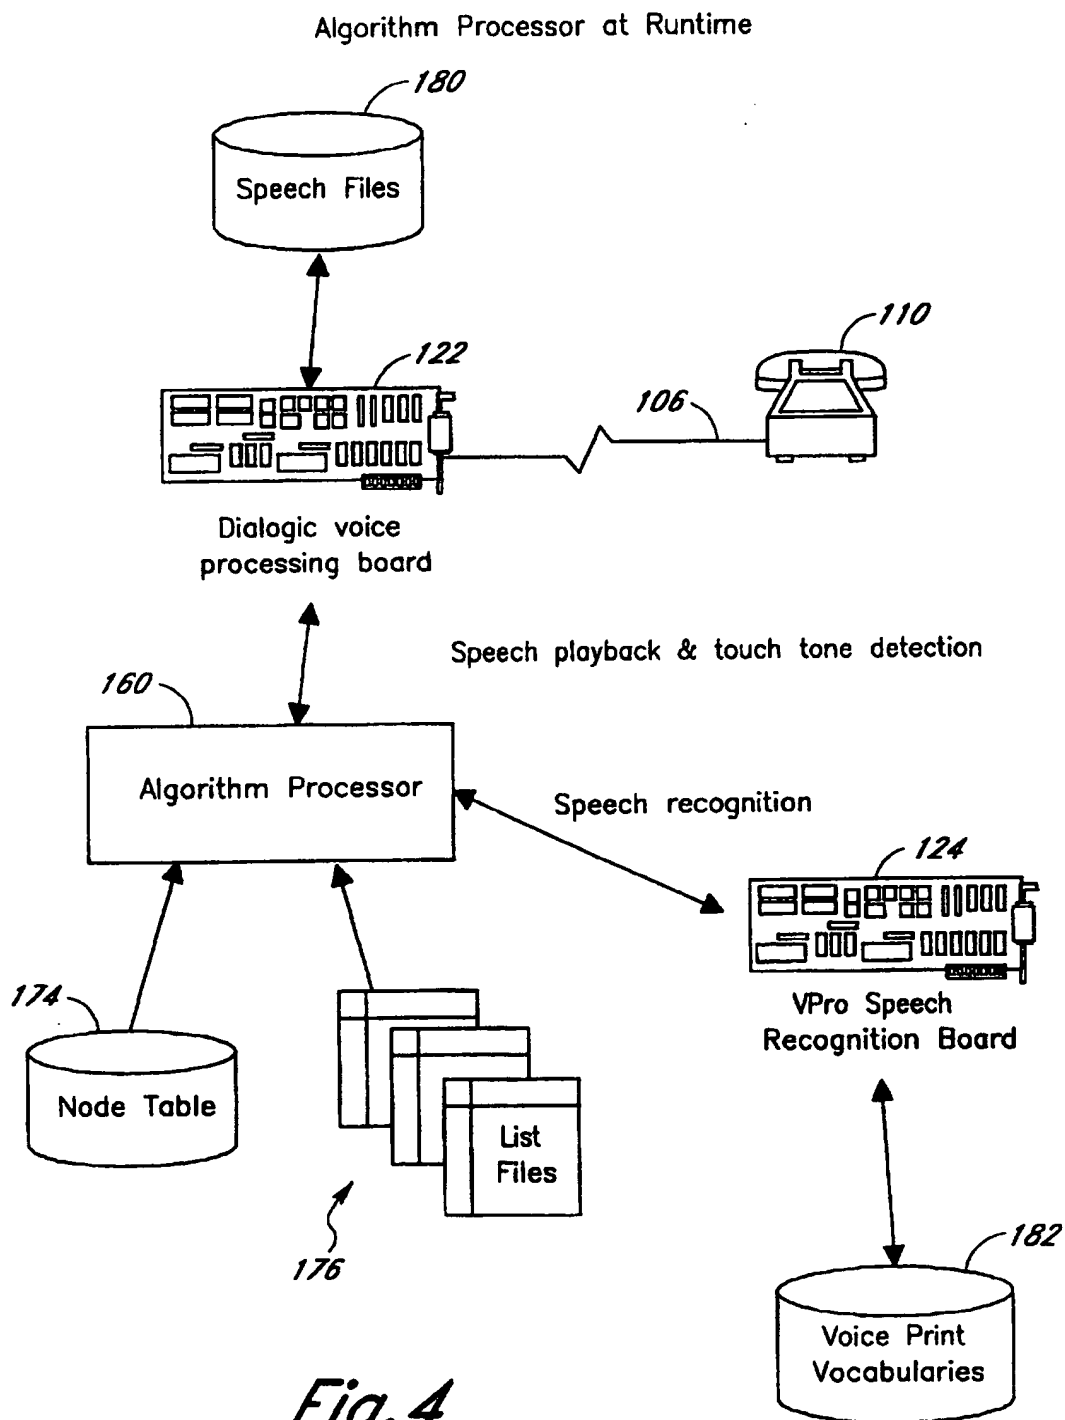 Algorithm Processor at Runtime
180
Speech Files
110
122
106
Dialogic voice
processing board
Speech playback & touch tone detection
160
Algorithm Processor
Speech recognition
124
VPro Speech
Recognition Board
174
Node Table
List
Files
176
182
Voice Print
Vocabularies
Fig. 4